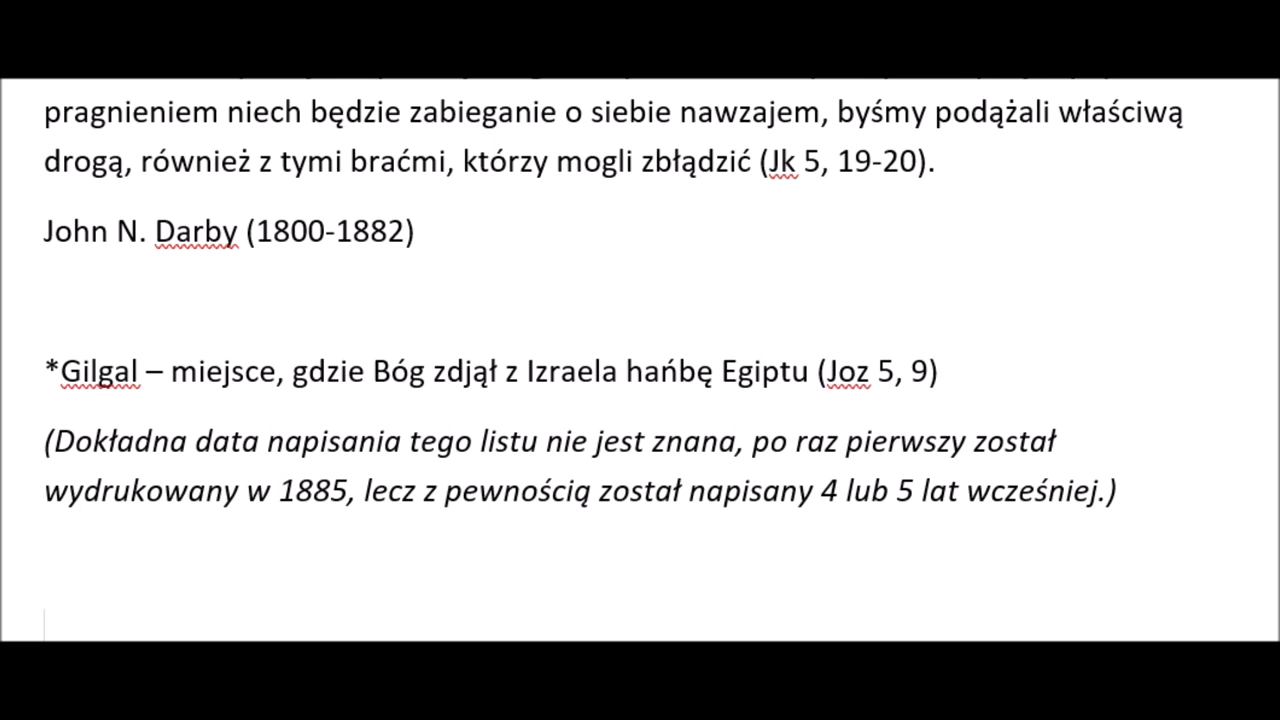 pragnieniem niech będzie zabieganie o siebie nawzajem, byśmy podążali właściwą
drogą, również z tymi braćmi, którzy mogli zbłądzić (Jk 5, 19-20).
John N. Darby (1800-1882)
*Gilgal – miejsce, gdzie Bóg zdjął z Izraela hańbę Egiptu (Joz 5, 9)
(Dokładna data napisania tego listu nie jest znana, po raz pierwszy został
wydrukowany w 1885, lecz z pewnością został napisany 4 lub 5 lat wcześniej.)